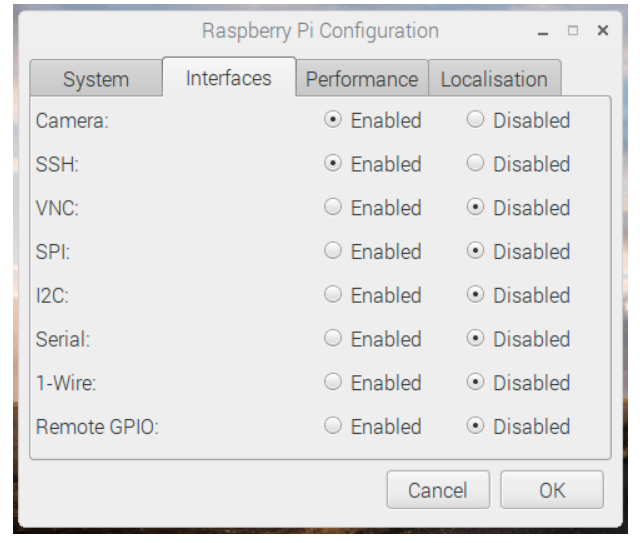 Raspberry Pi Configuration
System Interfaces Performance Localisation
Camera: Enabled Disabled
SSH: Enabled Disabled
VNC: Enabled Disabled
SPI: Enabled Disabled
I2C: Enabled Disabled
Serial: Enabled Disabled
1-Wire: Enabled Disabled
Remote GPIO: Enabled Disabled
Cancel OK